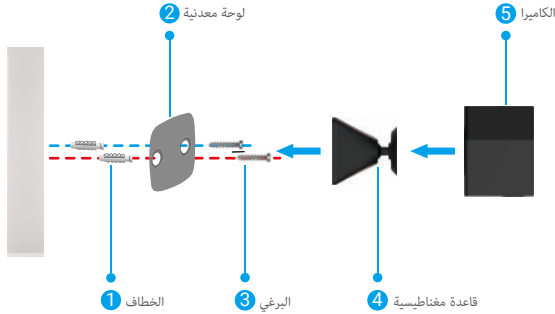 الكاميرا 5
لوحة معدنية 2
الخطاف 1
البرغي 3
قاعدة مغناطيسية 4